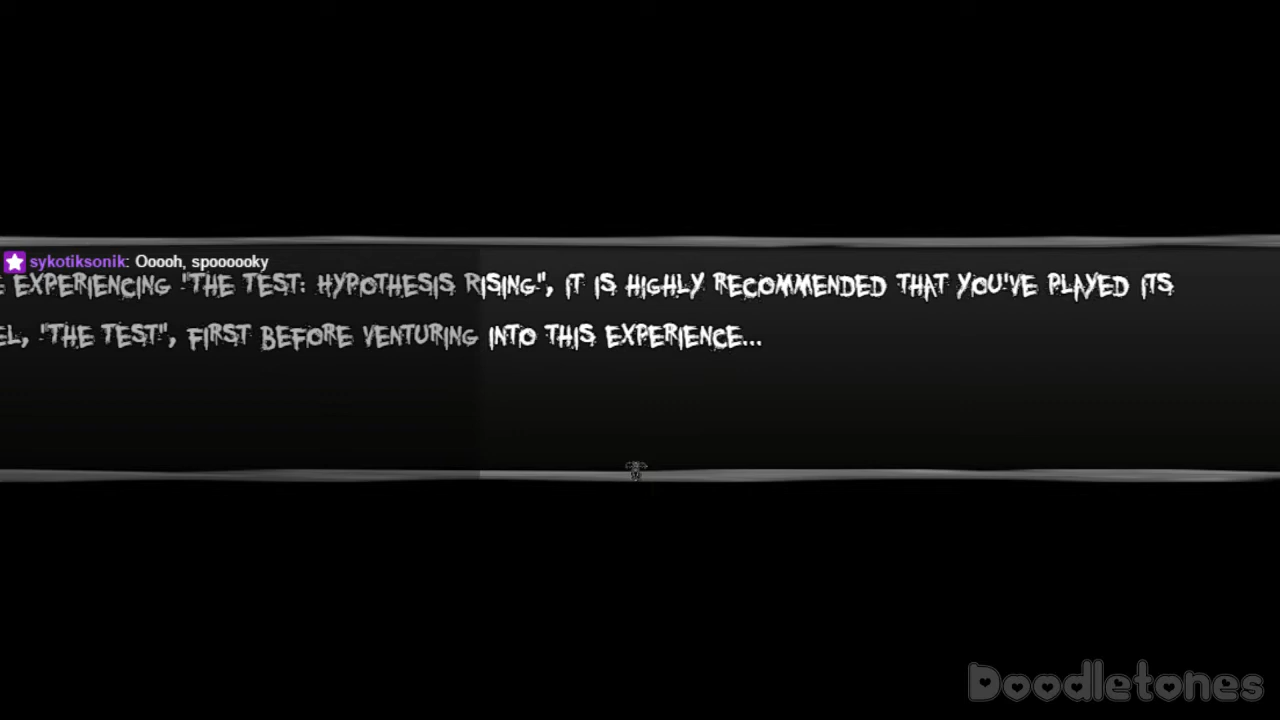 sykotiksonik: Ooooh, spoooooky
EXPERIENCING "THE TEST: HYPOTHESIS RISING", IT IS HIGHLY RECOMMENDED THAT YOU'VE PLAYED ITS
"THE TEST", FIRST BEFORE VENTURING INTO THIS EXPERIENCE...
Doodletones